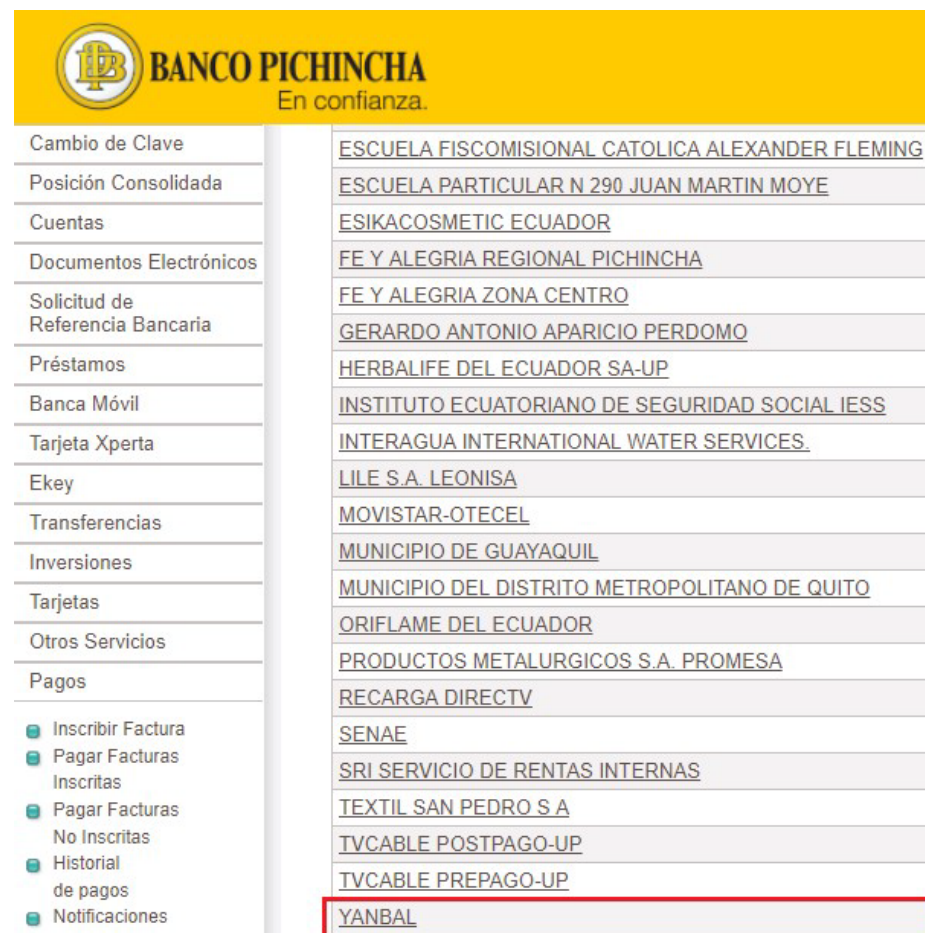 BANCO PICHINCHA
En confianza.
Cambio de Clave
Posición Consolidada
Cuentas
Documentos Electrónicos
Solicitud de
Referencia Bancaria
Préstamos
Banca Móvil
Tarjeta Xperta
Ekey
Transferencias
Inversiones
Tarjetas
Otros Servicios
Pagos
Inscribir Factura
Pagar Facturas
Inscritas
Pagar Facturas
No Inscritas
Historial
de pagos
Notificaciones
ESCUELA FISCOMISIONAL CATOLICA ALEXANDER FLEMING
ESCUELA PARTICULAR N 290 JUAN MARTIN MOYE
ESIKACOSMETIC ECUADOR
FE Y ALEGRIA REGIONAL PICHINCHA
FE Y ALEGRIA ZONA CENTRO
GERARDO ANTONIO APARICIO PERDOMO
HERBALIFE DEL ECUADOR SA-UP
INSTITUTO ECUATORIANO DE SEGURIDAD SOCIAL IESS
INTERAGUA INTERNATIONAL WATER SERVICES.
LILE S.A. LEONISA
MOVISTAR-OTECEL
MUNICIPIO DE GUAYAQUIL
MUNICIPIO DEL DISTRITO METROPOLITANO DE QUITO
ORIFLAME DEL ECUADOR
PRODUCTOS METALURGICOS S.A. PROMESA
RECARGA DIRECTV
SENAE
SRI SERVICIO DE RENTAS INTERNAS
TEXTIL SAN PEDRO S A
TVCABLE POSTPAGO-UP
TVCABLE PREPAGO-UP
YANBAL